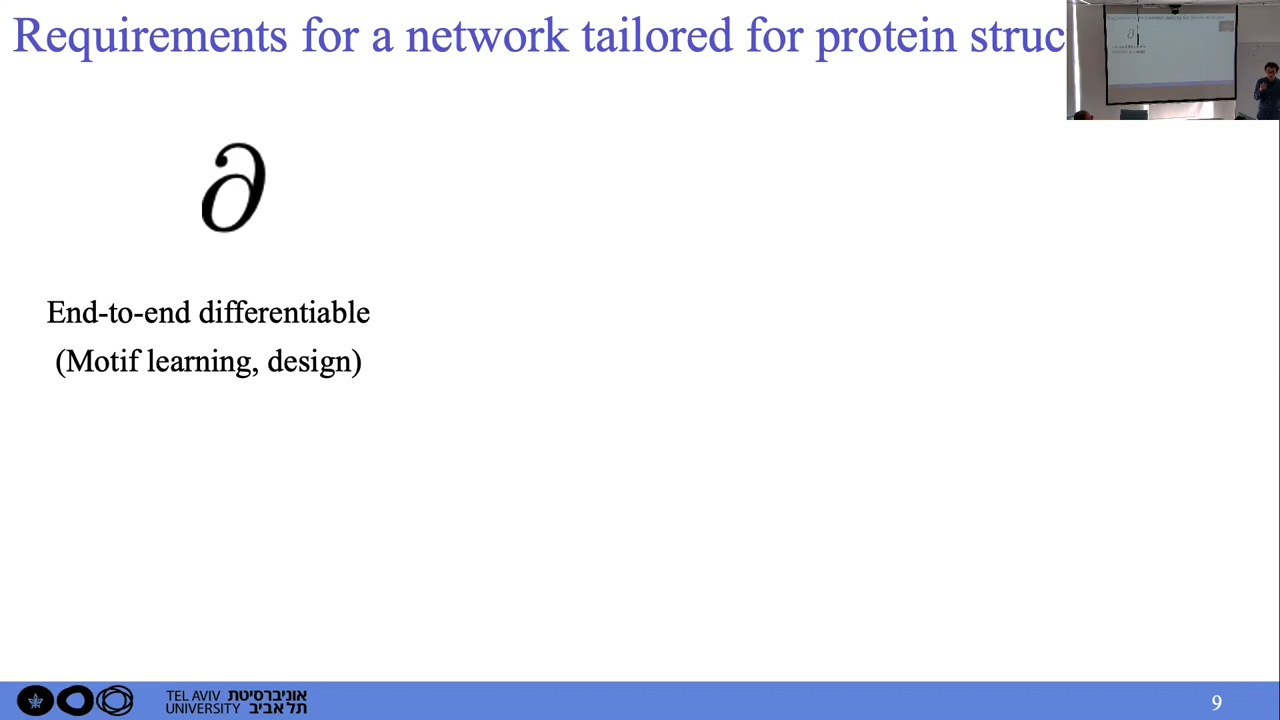 Requirements for a network tailored for protein struc
∂
End-to-end differentiable
(Motif learning, design)
TEL AVIV אוניברסיטת
UNIVERSITY תל אביב
9